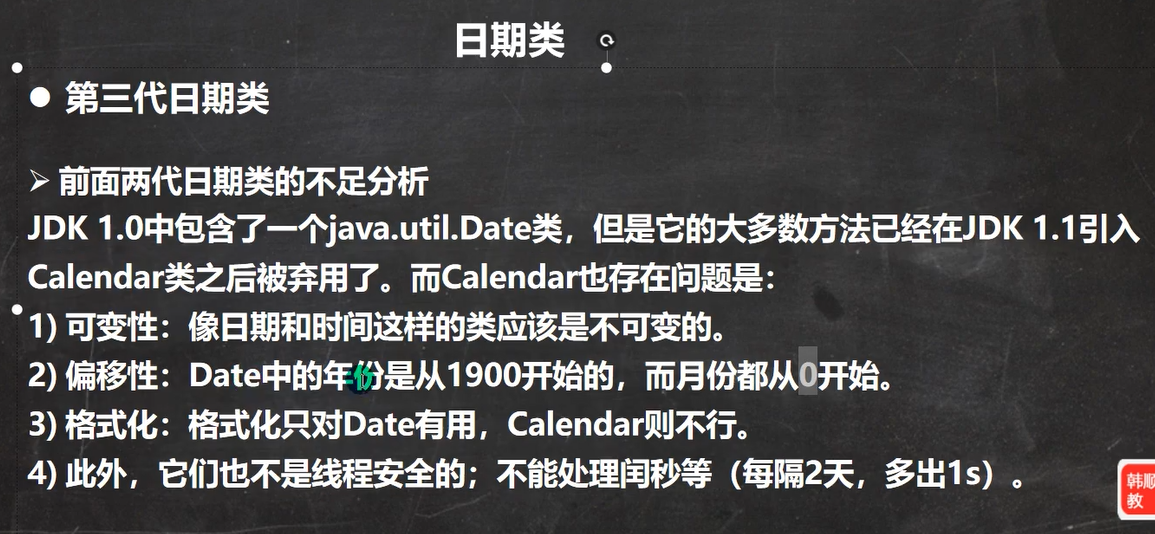 日期类
● 第三代日期类
➢ 前面两代日期类的不足分析
JDK 1.0中包含了一个java.util.Date类，但是它的大多数方法已经在JDK 1.1引入
Calendar类之后被弃用了。而Calendar也存在问题是：
1) 可变性：像日期和时间这样的类应该是不可变的。
2) 偏移性：Date中的年份是从1900开始的，而月份都从0开始。
3) 格式化：格式化只对Date有用，Calendar则不行。
4) 此外，它们也不是线程安全的；不能处理闰秒等（每隔2天，多出1s）。
韩顺
教